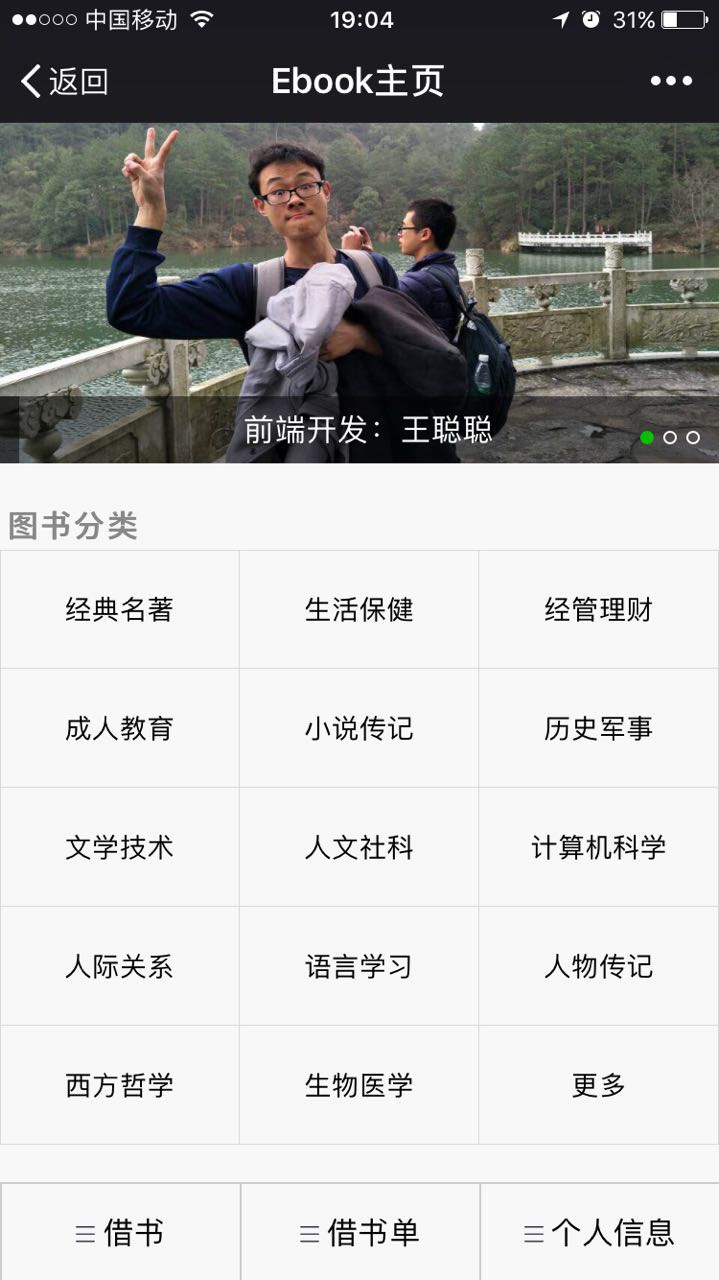 中国移动 19:04 31%
返回 Ebook主页
前端开发：王聪聪
图书分类
经典名著 生活保健 经管理财
成人教育 小说传记 历史军事
文学技术 人文社科 计算机科学
人际关系 语言学习 人物传记
西方哲学 生物医学 更多
借书 借书单 个人信息